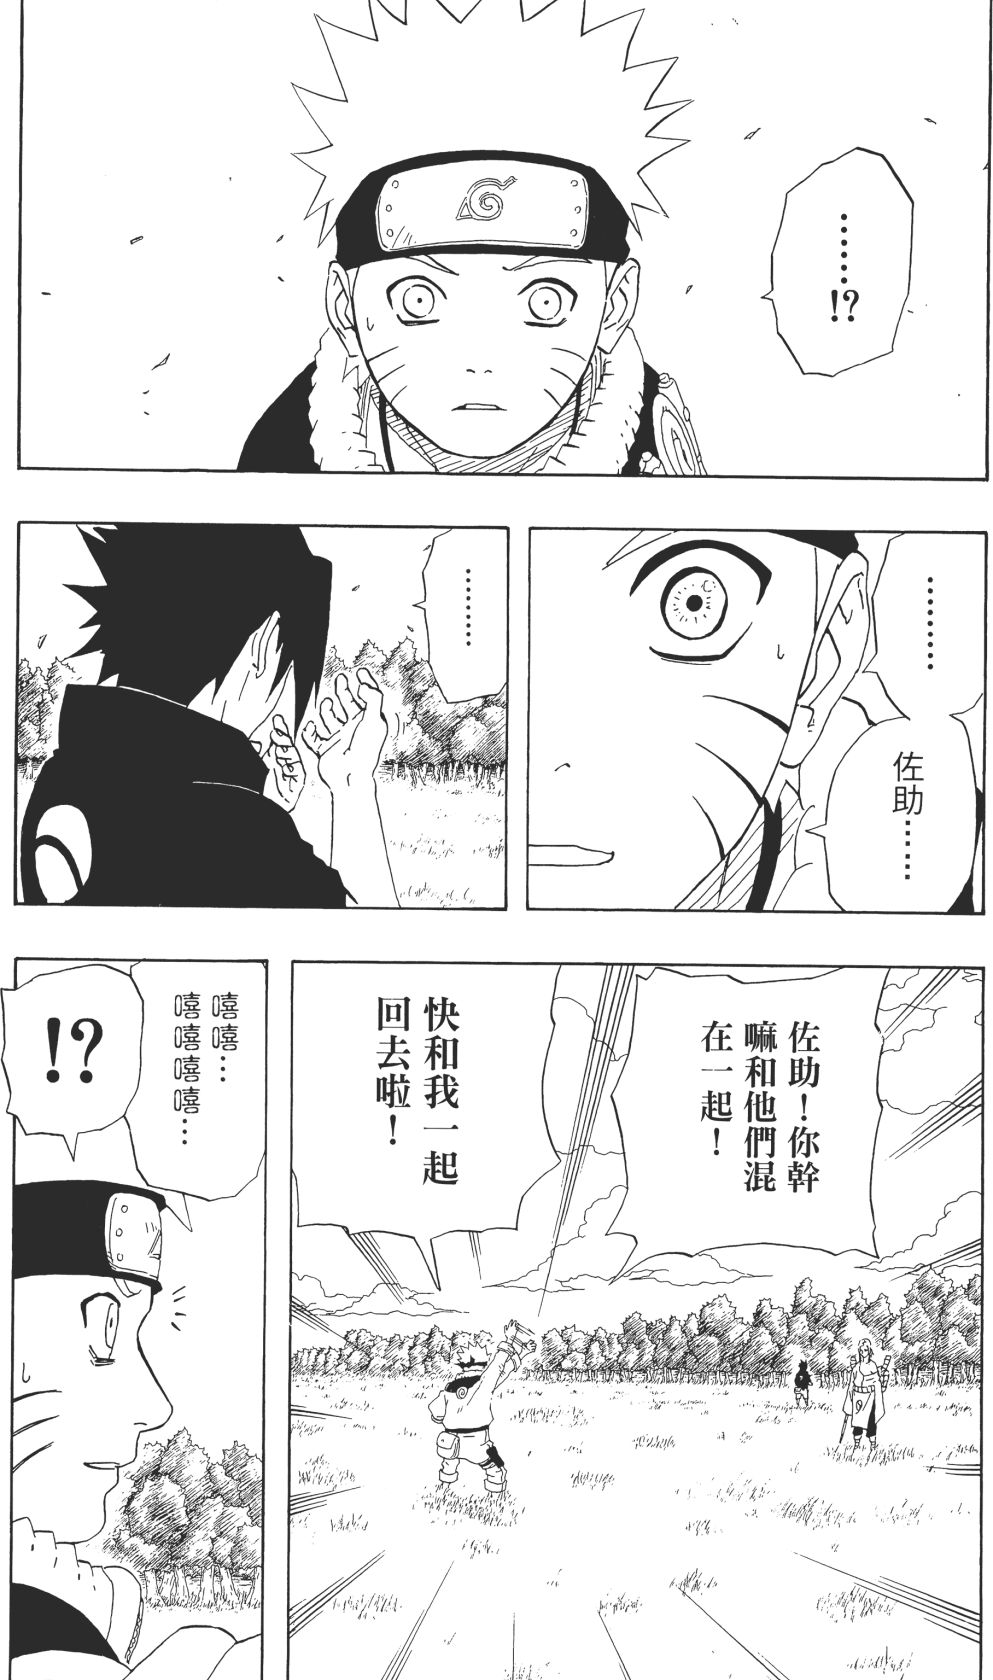 ……!?
………
佐助……
………
佐助！你幹
嘛和他們混
在一起！
快和我一起
回去啦！
嘻嘻…
嘻嘻嘻嘻…
!?